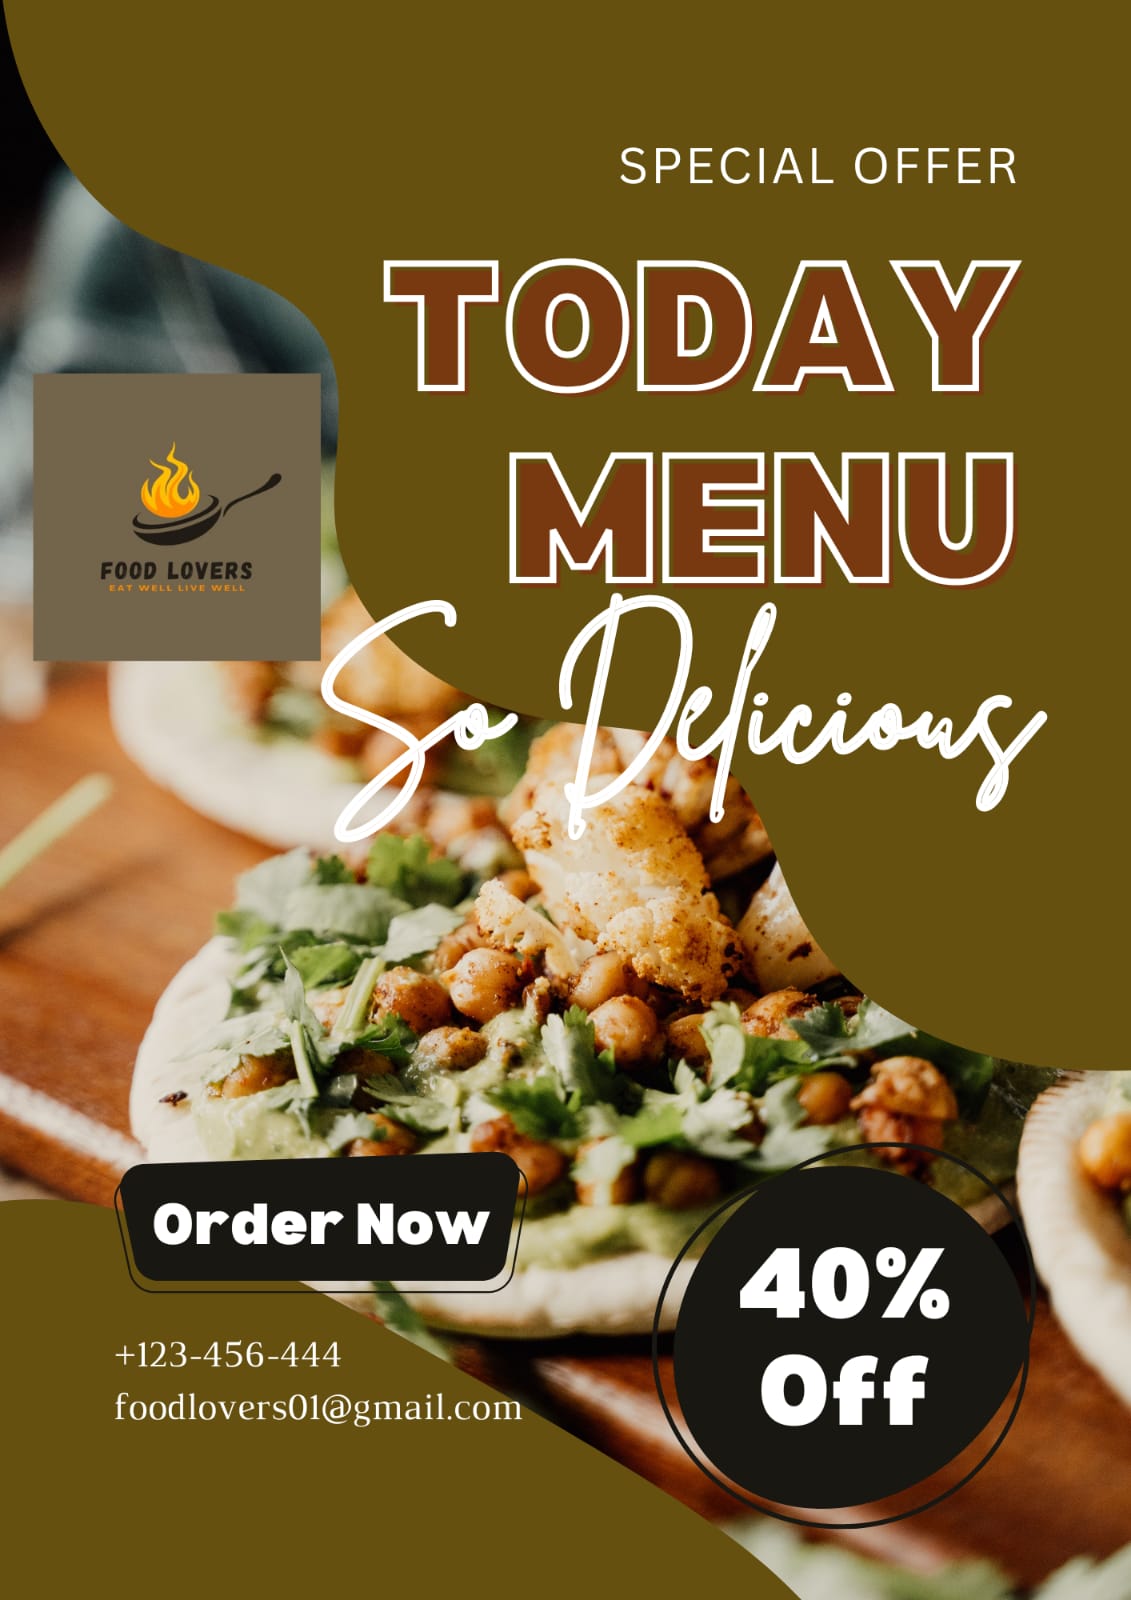 SPECIAL OFFER
TODAY
MENU
So Delicious
FOOD LOVERS
EAT WELL LIVE WELL
Order Now
+123-456-444
foodlovers01@gmail.com
40%
Off